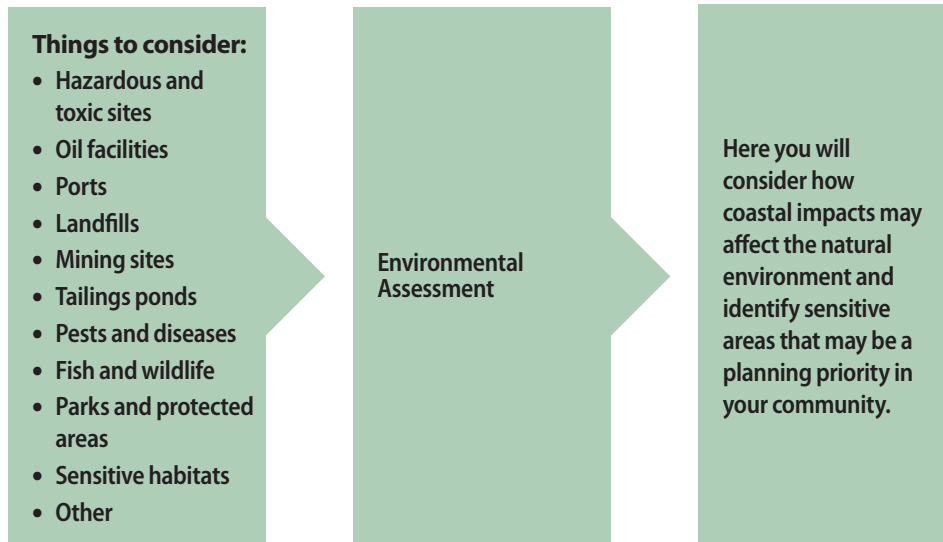 Things to consider:
• Hazardous and
toxic sites
• Oil facilities
• Ports
• Landfills
• Mining sites
• Tailings ponds
• Pests and diseases
• Fish and wildlife
• Parks and protected
areas
• Sensitive habitats
• Other
Environmental
Assessment
Here you will
consider how
coastal impacts may
affect the natural
environment and
identify sensitive
areas that may be a
planning priority in
your community.